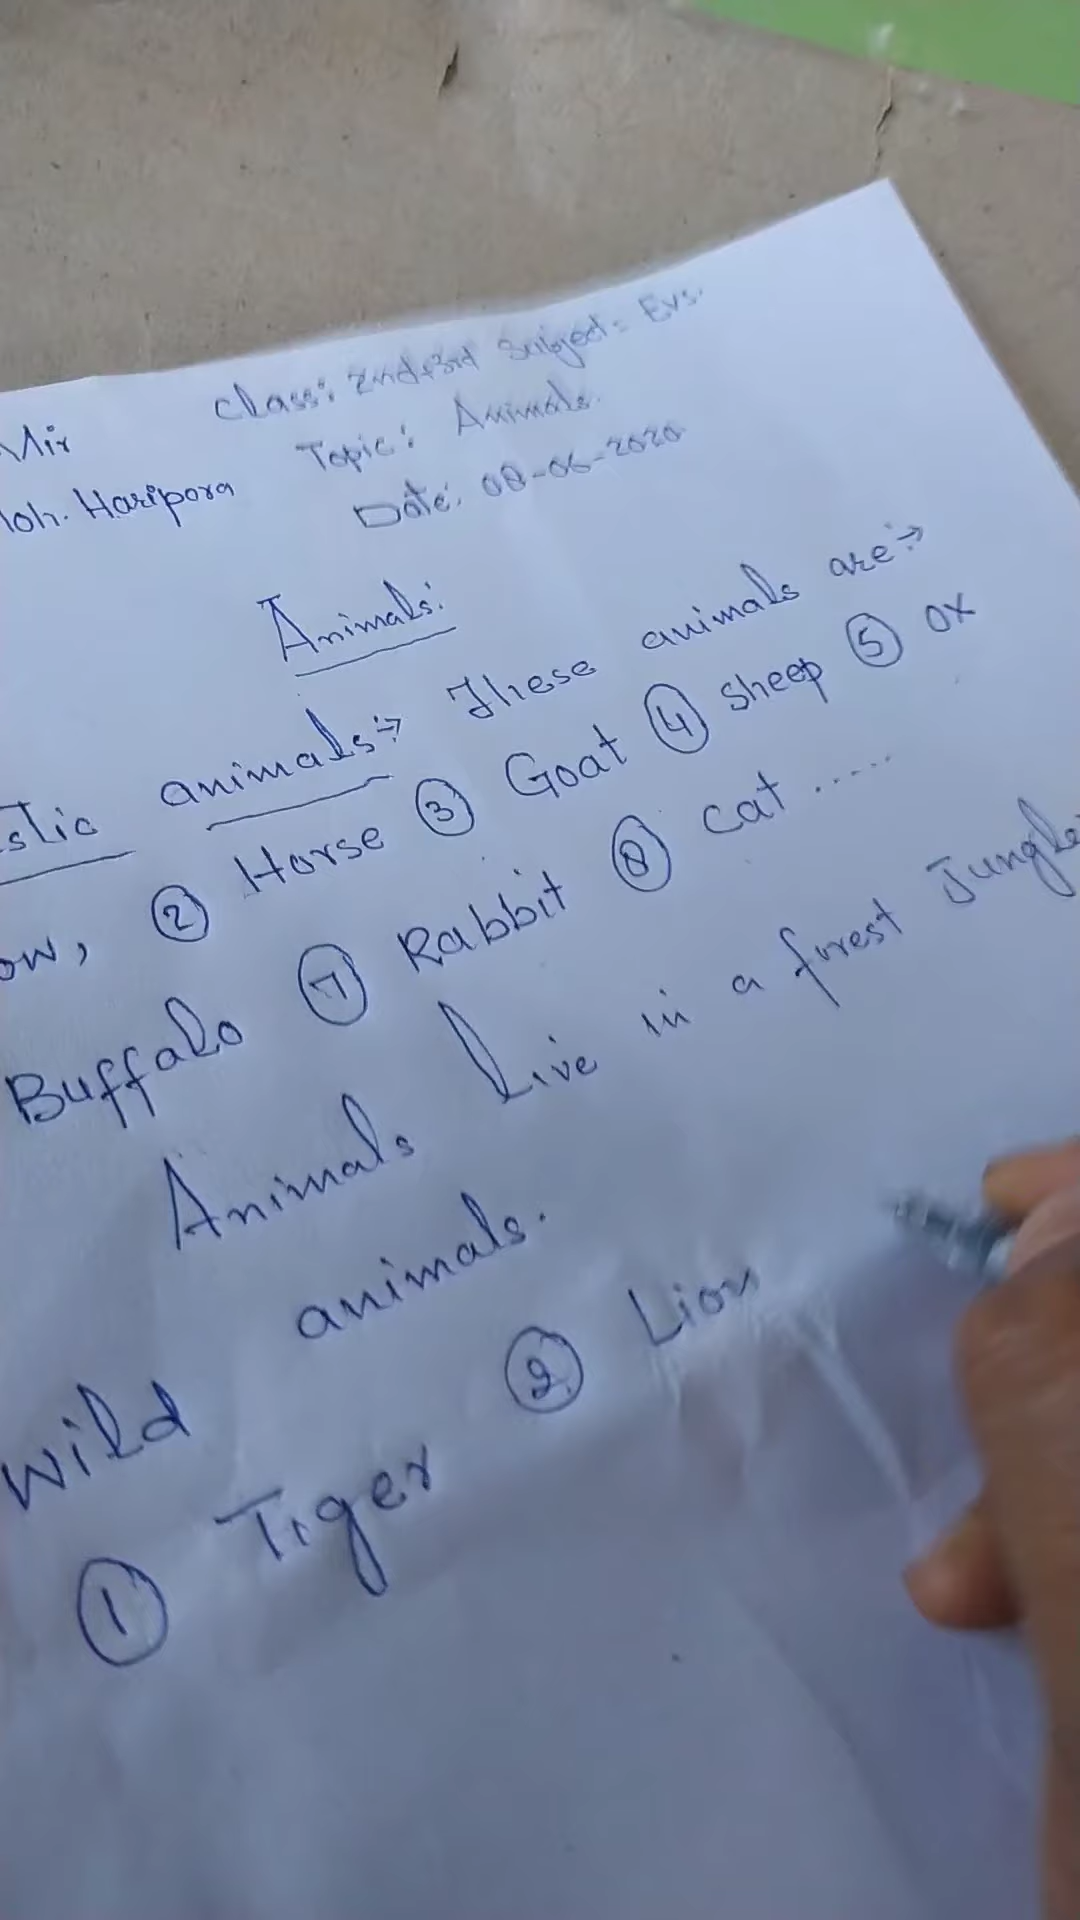 Mir Class: 2nd+3rd Subject:- EVS.
Moh. Haripora Topic: Animals.
Date: 08-06-2020
Animals:
stic animals:→ These animals are:→
ow, ② Horse ③ Goat ④ Sheep ⑤ ox
Buffalo ⑦ Rabbit ⑧ cat ......
Animals live in a forest Jungle
animals.
Wild
① Tiger ② Lion